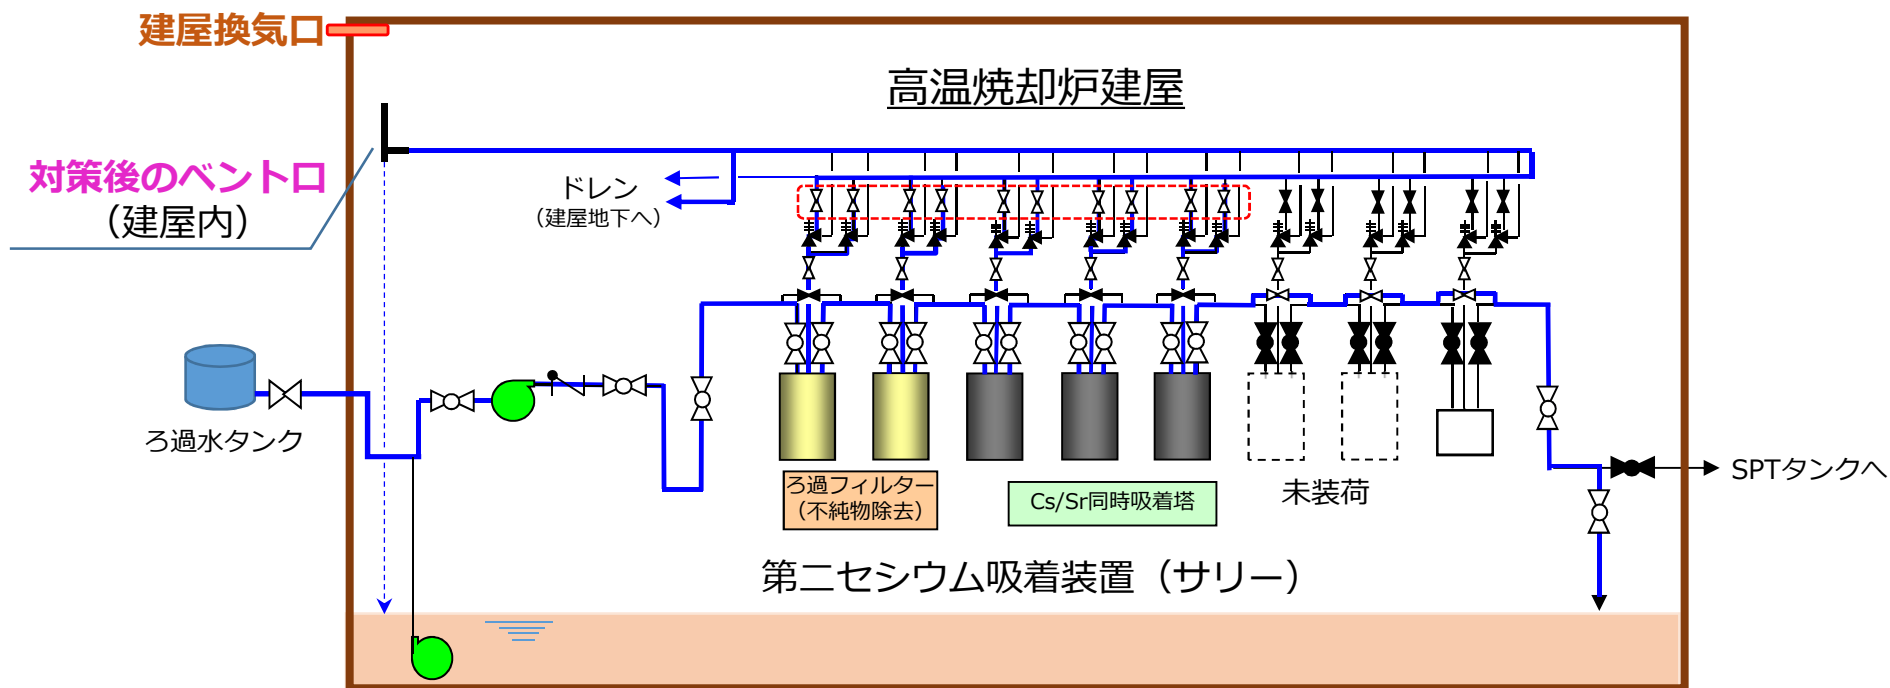 建屋換気口
高温焼却炉建屋
対策後のベント口
（建屋内）
ドレン
（建屋地下へ）
ろ過水タンク
ろ過フィルター
（不純物除去）
Cs/Sr同時吸着塔
未装荷
SPTタンクへ
第二セシウム吸着装置（サリー）